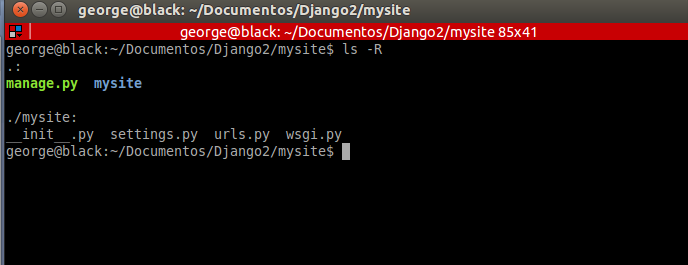 george@black: ~/Documentos/Django2/mysite
george@black: ~/Documentos/Django2/mysite 85x41
george@black:~/Documentos/Django2/mysite$ ls -R
.:
manage.py  mysite
./mysite:
__init__.py  settings.py  urls.py  wsgi.py
george@black:~/Documentos/Django2/mysite$